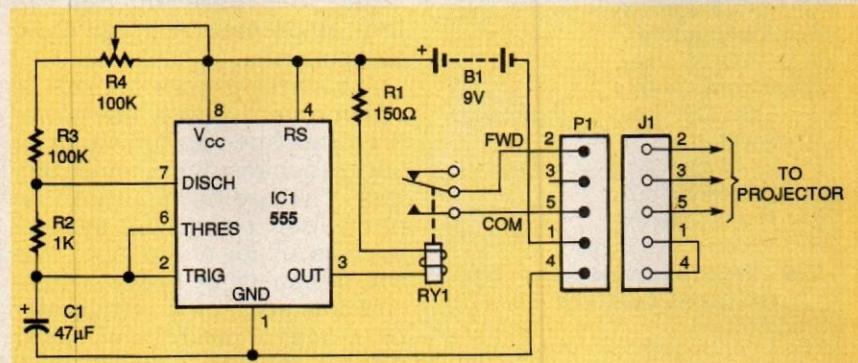 R4
100K
B1
9V
R1
150Ω
8
4
P1
J1
VCC
RS
FWD
2
2
R3
100K
7
DISCH
3
3
TO
PROJECTOR
IC1
555
5
5
R2
1K
6
THRES
COM
1
1
2
TRIG
OUT
3
4
4
GND
RY1
1
C1
47µF
+
+